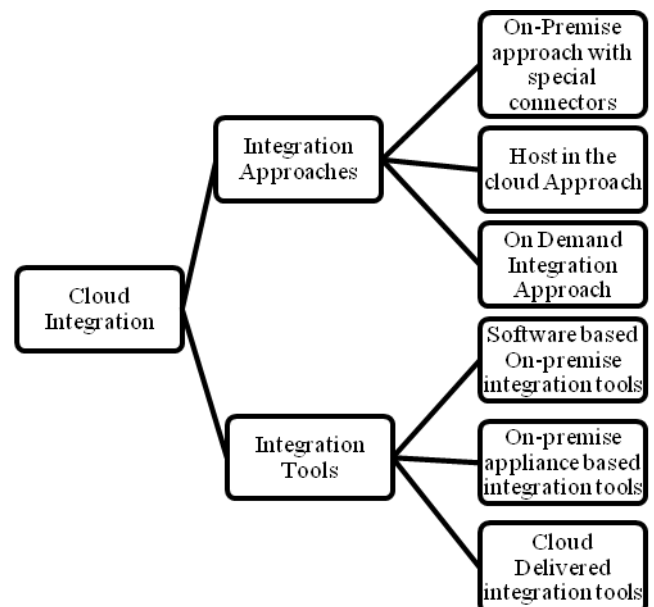 On-Premise
approach with
special
connectors
Integration
Approaches
Host in the
cloud Approach
On Demand
Integration
Approach
Cloud
Integration
Software based
On-premise
integration tools
Integration
Tools
On-premise
appliance based
integration tools
Cloud
Delivered
integration tools